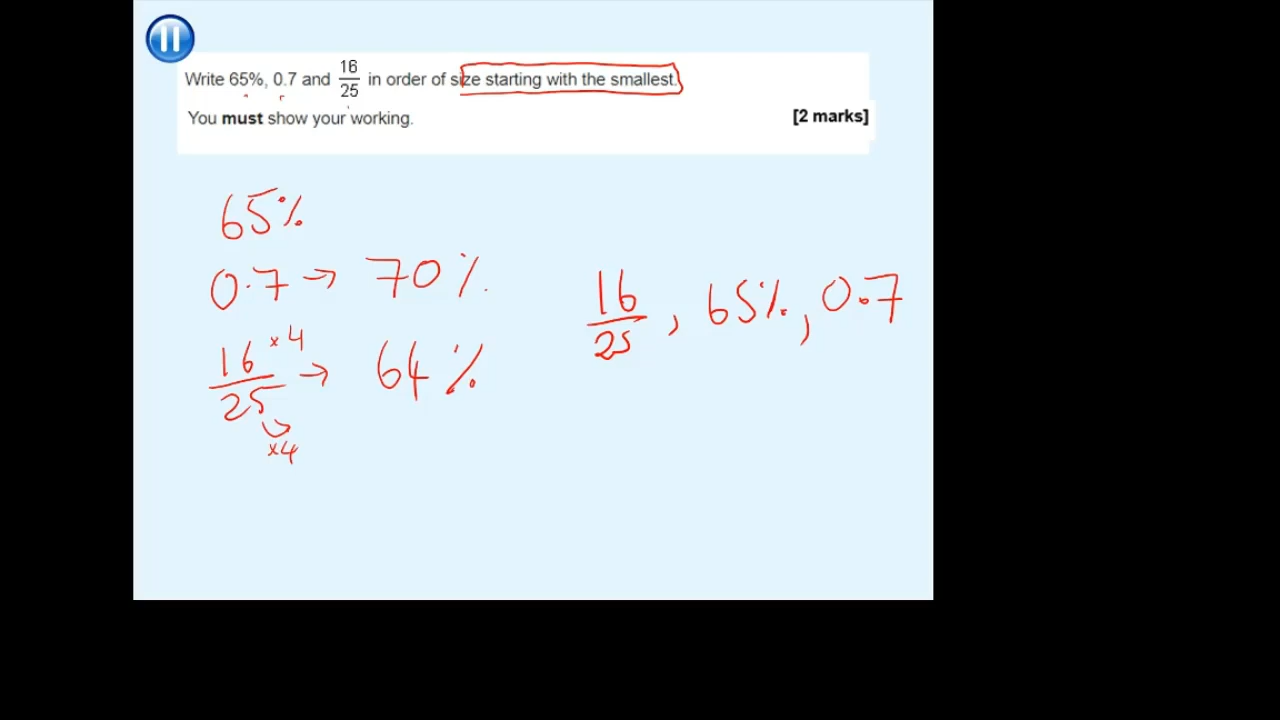 Write 65%, 0.7 and 16/25 in order of size starting with the smallest.
You must show your working.
[2 marks]
65%
0.7 → 70%
16/25 ×4 ×4 → 64%
16/25, 65%, 0.7